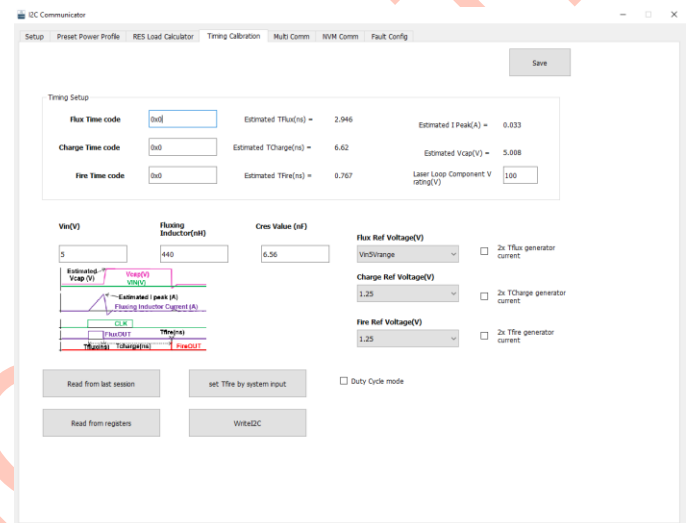 I2C Communicator
Setup Preset Power Profile RES Load Calculator Timing Calibration Multi Comm NVM Comm Fault Config
Save
Timing Setup
Flux Time code 0x0 Estimated TFlux(ns) = 2.946 Estimated I Peak(A) = 0.033
Charge Time code 0x0 Estimated TCharge(ns) = 6.62 Estimated Vcap(V) = 5.008
Fire Time code 0x0 Estimated TFire(ns) = 0.767 Laser Loop Component V
rating(V) 100
Vin(V) Fluxing
Inductor(nH) Cres Value (nF)
5 440 6.56
Flux Ref Voltage(V)
Vin5Vrange 2x Tflux generator
current
Charge Ref Voltage(V)
1.25 2x TCharge generator
current
Fire Ref Voltage(V)
1.25 2x Tfire generator
current
Estimated
Vcap (V) Vcap(V)
VIN(V)
Estimated I peak (A)
Fluxing Inductor Current (A)
CLK
FluxOUT Tfire(ns)
Tflux(ns) Tcharge(ns) FireOUT
Read from last session set Tfire by system input Duty Cycle mode
Read from registers WriteI2C